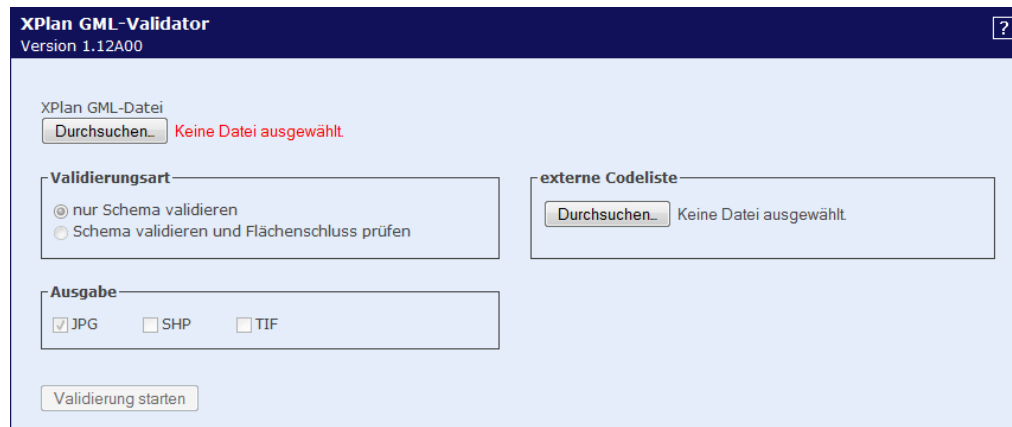 XPlan GML-Validator
Version 1.12A00
?
XPlan GML-Datei
Durchsuchen... Keine Datei ausgewählt.
Validierungsart
nur Schema validieren
Schema validieren und Flächenschluss prüfen
externe Codeliste
Durchsuchen... Keine Datei ausgewählt.
Ausgabe
JPG SHP TIF
Validierung starten